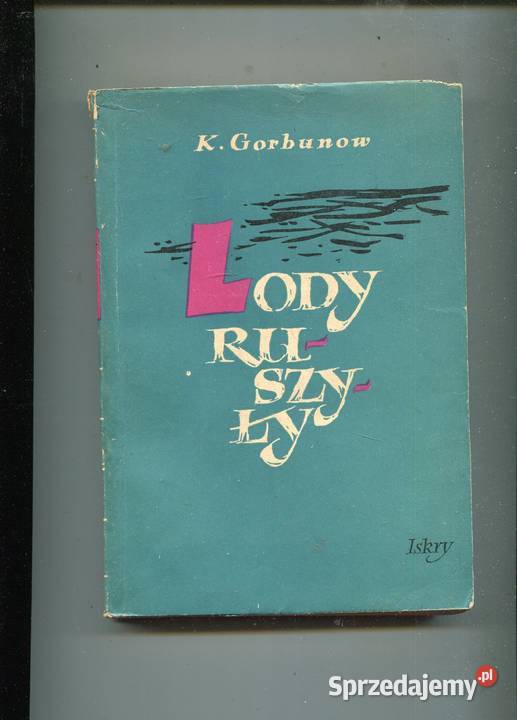 K. Gorbunow
LODY
RU-
SZY-
ŁY
Iskry
Sprzedajemy.pl